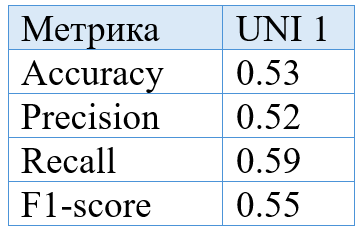 Метрика UNI 1
Accuracy 0.53
Precision 0.52
Recall 0.59
F1-score 0.55